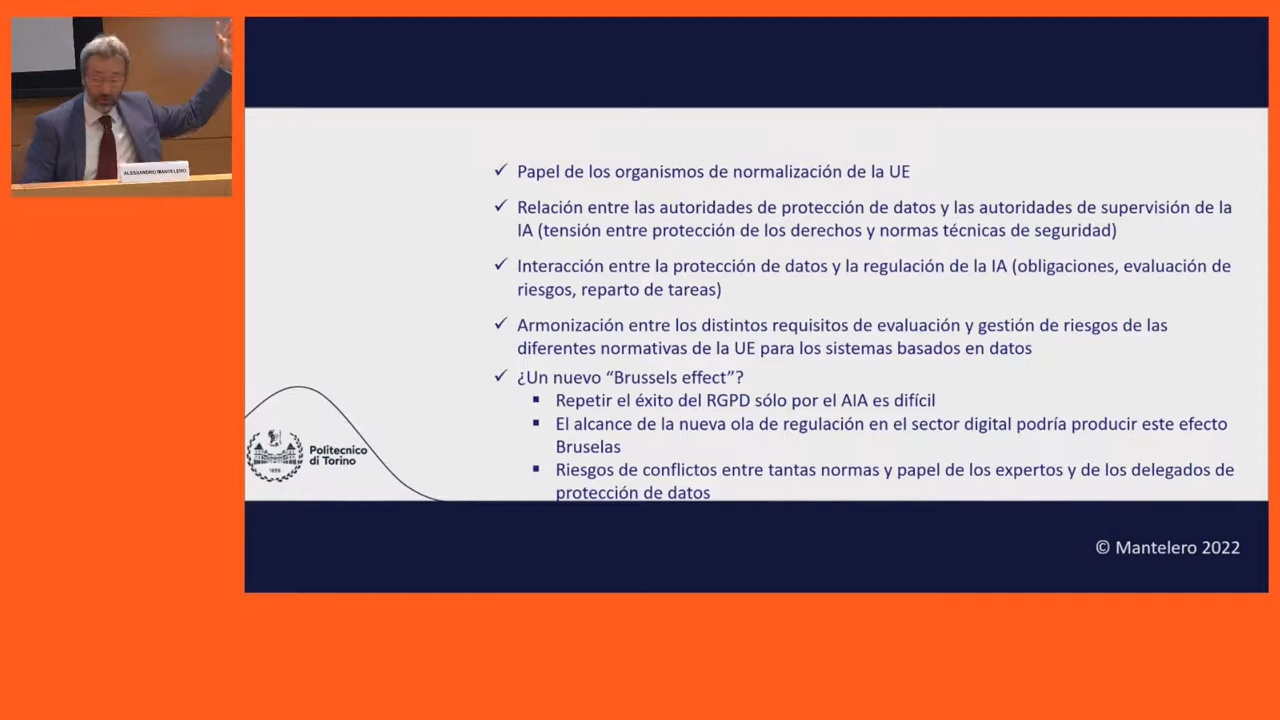 ALESSANDRO MANTELERO
✓ Papel de los organismos de normalización de la UE
✓ Relación entre las autoridades de protección de datos y las autoridades de supervisión de la
IA (tensión entre protección de los derechos y normas técnicas de seguridad)
✓ Interacción entre la protección de datos y la regulación de la IA (obligaciones, evaluación de
riesgos, reparto de tareas)
✓ Armonización entre los distintos requisitos de evaluación y gestión de riesgos de las
diferentes normativas de la UE para los sistemas basados en datos
✓ ¿Un nuevo “Brussels effect”?
▪ Repetir el éxito del RGPD sólo por el AIA es difícil
▪ El alcance de la nueva ola de regulación en el sector digital podría producir este efecto
Bruselas
▪ Riesgos de conflictos entre tantas normas y papel de los expertos y de los delegados de
protección de datos
1859
Politecnico
di Torino
© Mantelero 2022